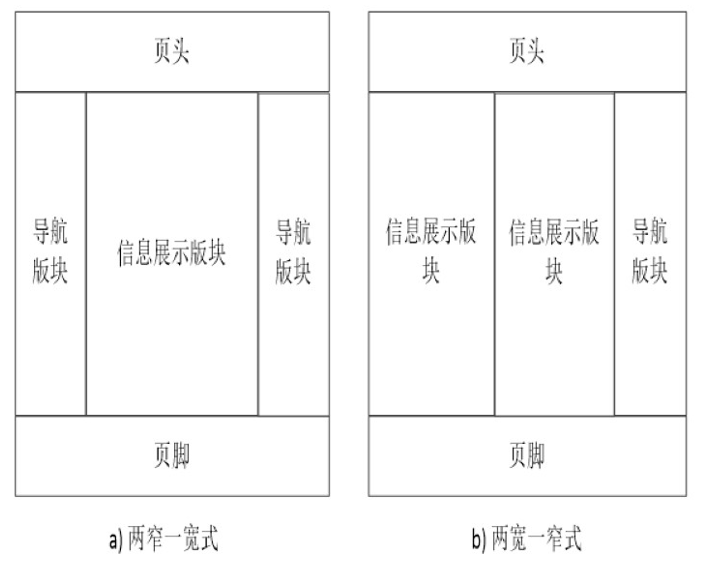 页头
导航
版块
信息展示版块
导航
版块
页脚
a) 两窄一宽式
页头
信息展示版
块
信息展示版
块
导航
版块
页脚
b) 两宽一窄式